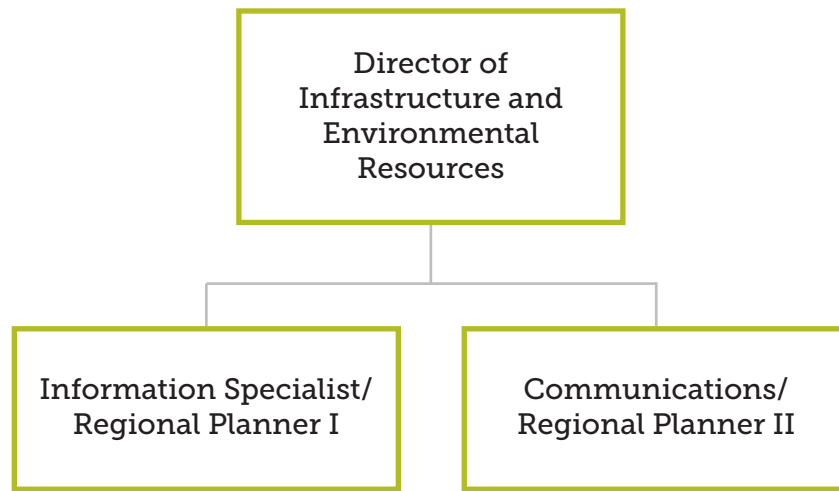 Director of
Infrastructure and
Environmental
Resources
Information Specialist/
Regional Planner I
Communications/
Regional Planner II